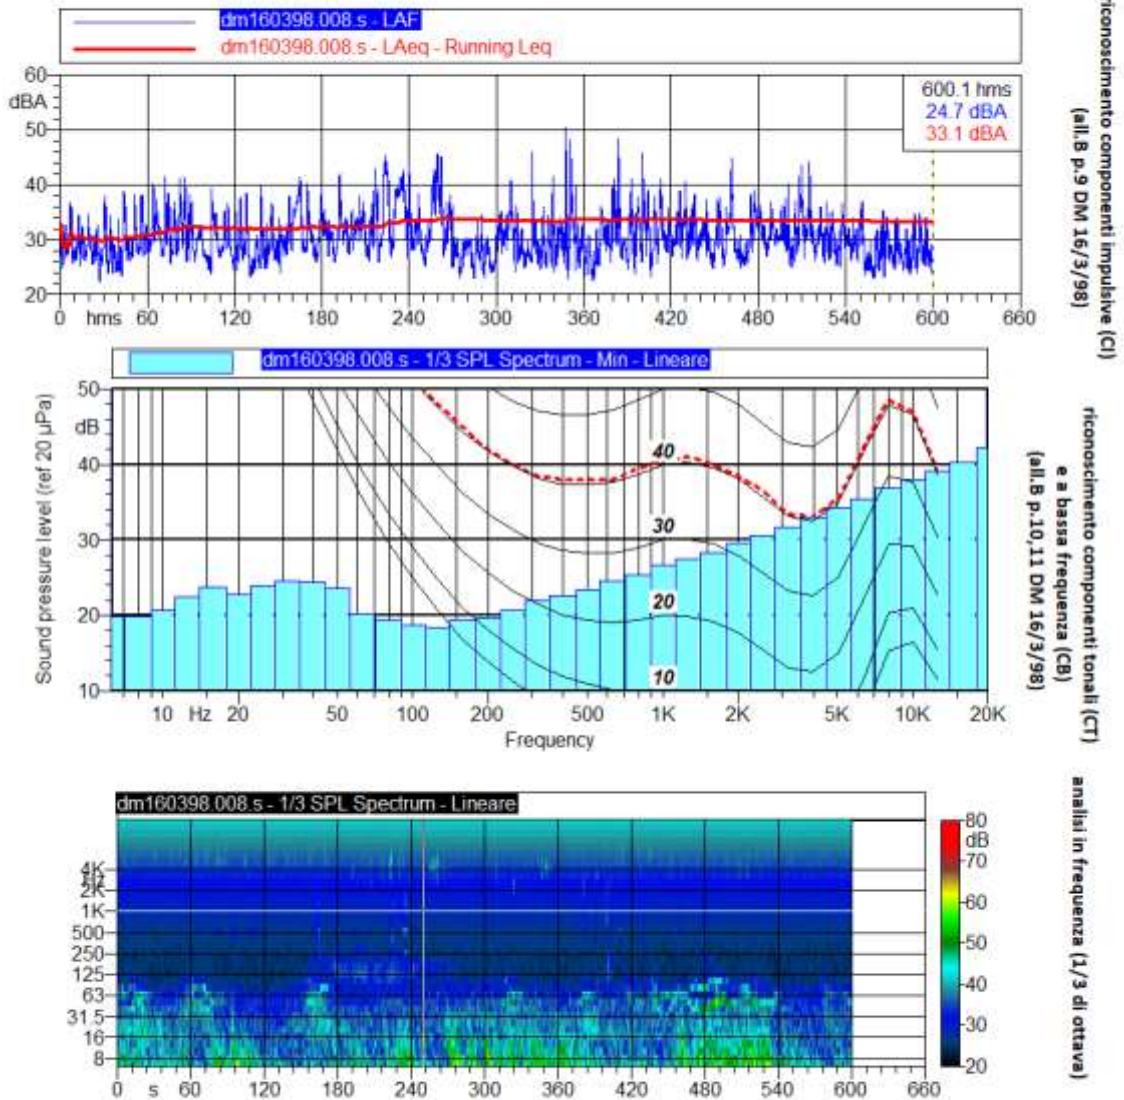 dm160398.008.s - LAF
dm160398.008.s - LAeq - Running Leq
60
dBA
50
40
30
20
600.1 hms
24.7 dBA
33.1 dBA
0 hms 60 120 180 240 300 360 420 480 540 600 660
riconoscimento componenti impulsive (CI)
(all.B p.9 DM 16/3/98)
dm160398.008.s - 1/3 SPL Spectrum - Min - Lineare
Sound pressure level (ref 20 µPa)
50
dB
40
30
20
10
40
30
20
10
10 Hz 20 50 100 200 500 1K 2K 5K 10K 20K
Frequency
riconoscimento componenti tonali (CT)
e a bassa frequenza (CB)
(all.B p.10,11 DM 16/3/98)
dm160398.008.s - 1/3 SPL Spectrum - Lineare
4K
Hz
2K
1K
500
250
125
63
31.5
16
8
0 s 60 120 180 240 300 360 420 480 540 600 660
80
dB
70
60
50
40
30
20
analisi in frequenza (1/3 di ottava)